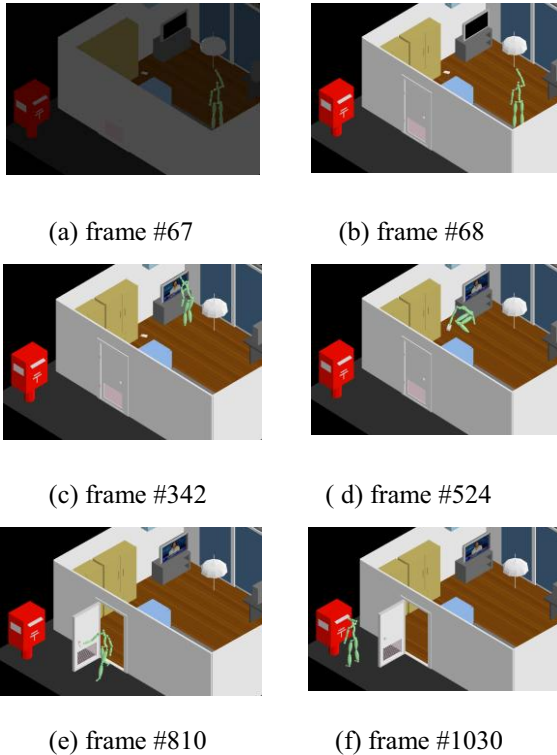 (a) frame #67
(b) frame #68
(c) frame #342
( d) frame #524
(e) frame #810
(f) frame #1030